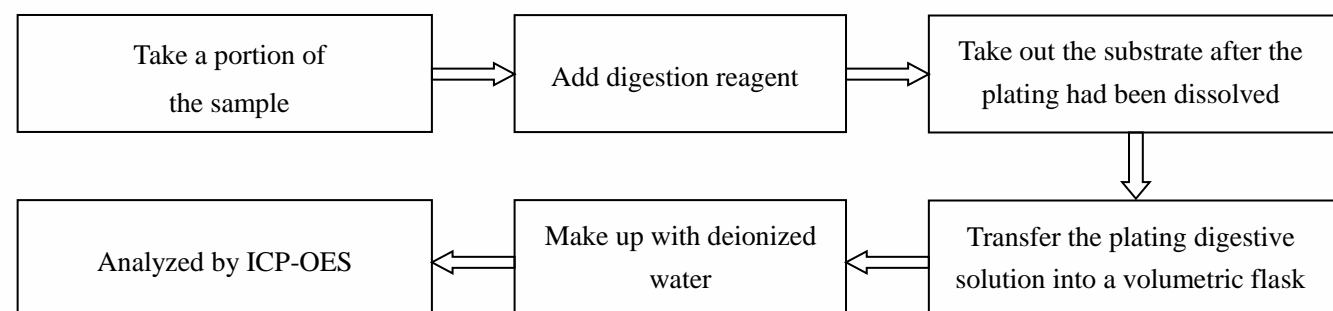 Take a portion of
the sample
Add digestion reagent
Take out the substrate after the
plating had been dissolved
Transfer the plating digestive
solution into a volumetric flask
Make up with deionized
water
Analyzed by ICP-OES